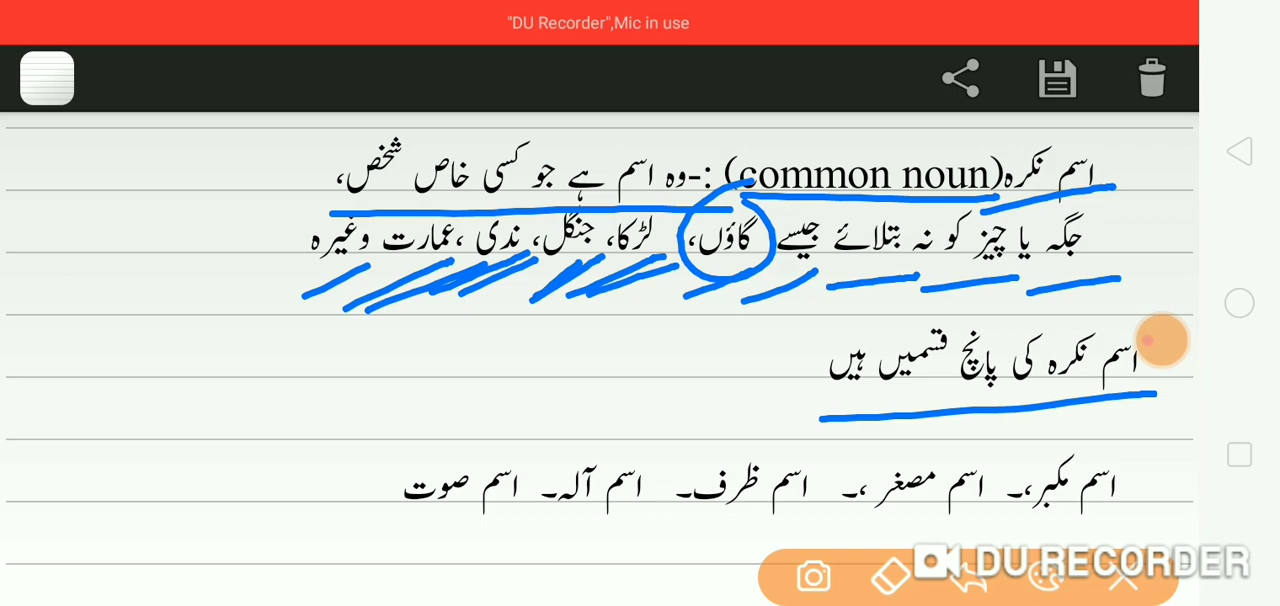 "DU Recorder",Mic in use
اسم نکرہ(common noun) :-وہ اسم ہے جو کسی خاص شخص،
جگہ یا چیز کو نہ بتلائے جیسے گاؤں، لڑکا، جنگل، ندی ،عمارت وغیرہ
اسم نکرہ کی پانچ قسمیں ہیں
اسم مکبر،۔ اسم مصغر ،۔ اسم ظرف۔ اسم آلہ۔ اسم صوت
DU RECORDER